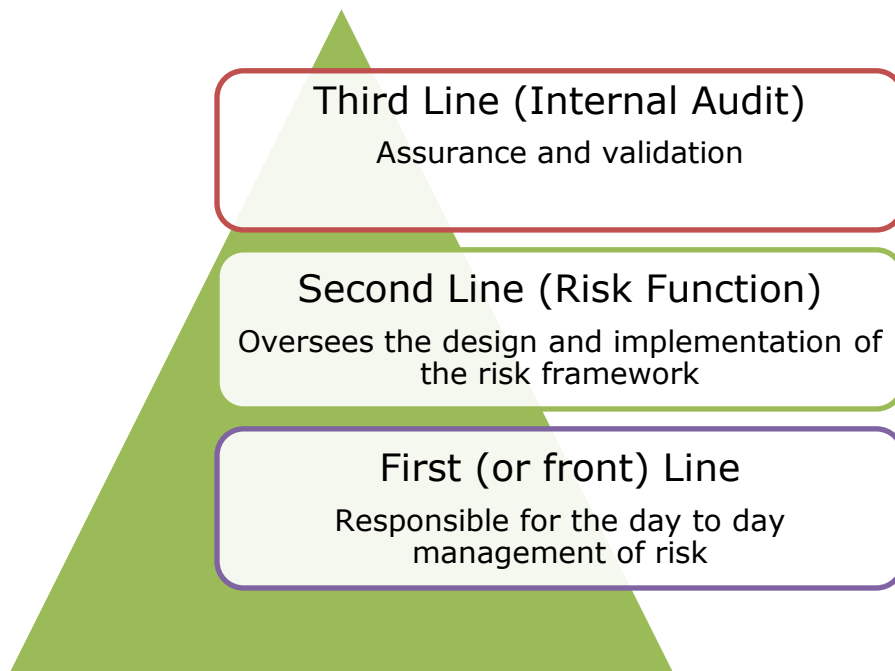 Third Line (Internal Audit)
Assurance and validation
Second Line (Risk Function)
Oversees the design and implementation of
the risk framework
First (or front) Line
Responsible for the day to day
management of risk